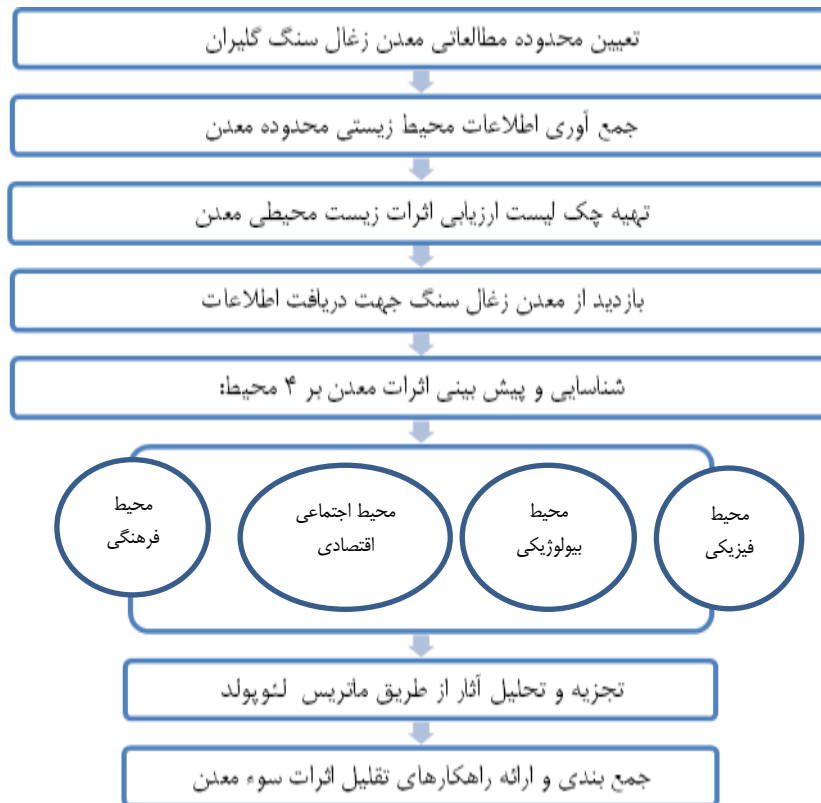 تعیین محدوده مطالعاتی معدن زغال سنگ گلیران
جمع آوری اطلاعات محیط زیستی محدوده معدن
تهیه چک لیست ارزیابی اثرات زیست محیطی معدن
بازدید از معدن زغال سنگ جهت دریافت اطلاعات
شناسایی و پیش بینی اثرات معدن بر ۴ محیط:
محیط
فیزیکی
محیط
بیولوژیکی
محیط اجتماعی
اقتصادی
محیط
فرهنگی
تجزیه و تحلیل آثار از طریق ماتریس لئوپولد
جمع بندی و ارائه راهکارهای تقلیل اثرات سوء معدن